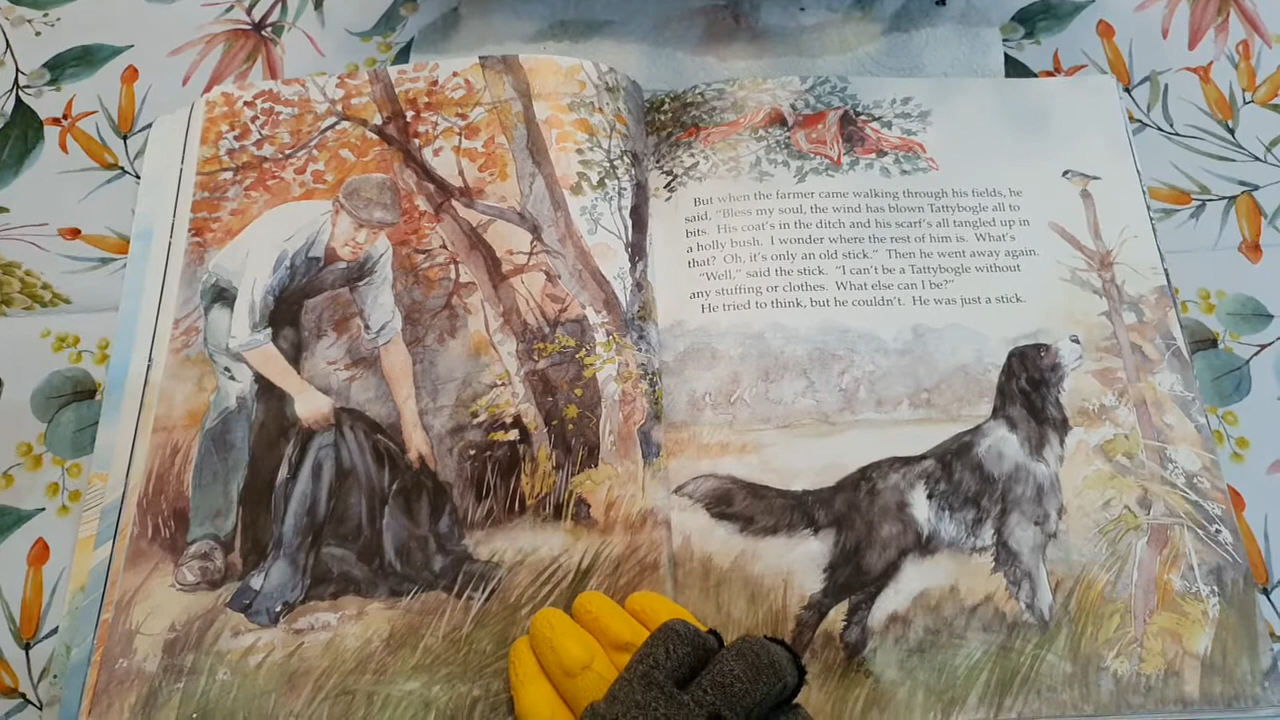 But when the farmer came walking through his fields, he
said, “Bless my soul, the wind has blown Tattybogle all to
bits. His coat’s in the ditch and his scarf’s all tangled up in
a holly bush. I wonder where the rest of him is. What’s
that? Oh, it’s only an old stick.” Then he went away again.
“Well,” said the stick. “I can’t be a Tattybogle without
any stuffing or clothes. What else can I be?”
He tried to think, but he couldn’t. He was just a stick.